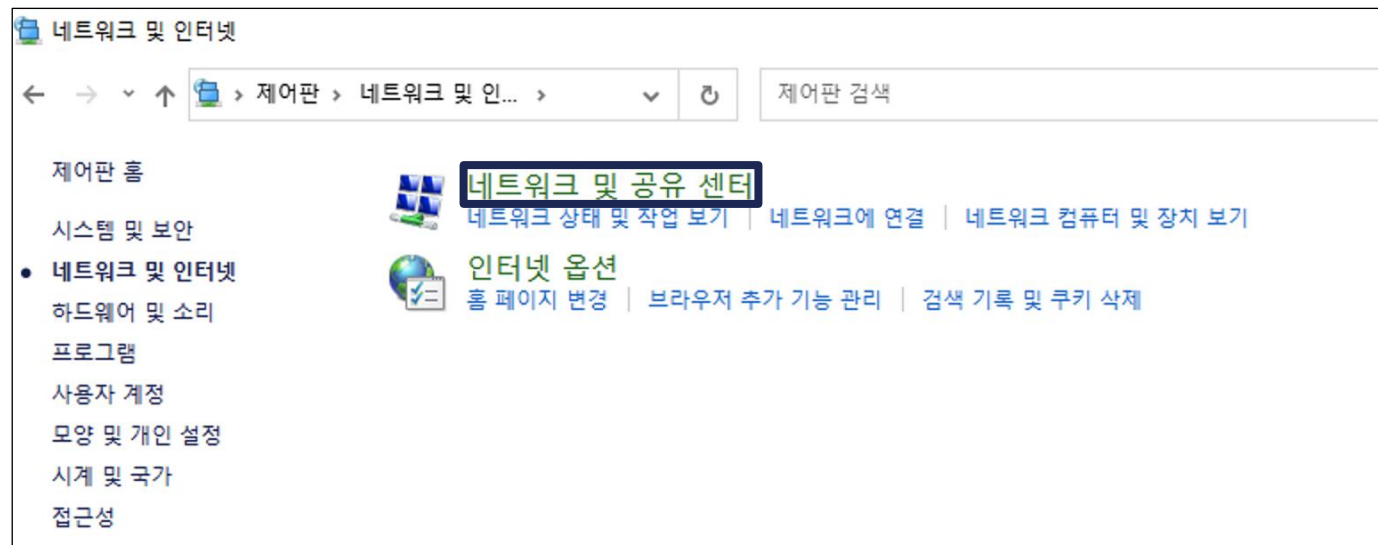 네트워크 및 인터넷
제어판 네트워크 및 인... 제어판 검색
제어판 홈
시스템 및 보안
네트워크 및 인터넷
하드웨어 및 소리
프로그램
사용자 계정
모양 및 개인 설정
시계 및 국가
접근성
네트워크 및 공유 센터
네트워크 상태 및 작업 보기 네트워크에 연결 네트워크 컴퓨터 및 장치 보기
인터넷 옵션
홈 페이지 변경 브라우저 추가 기능 관리 검색 기록 및 쿠키 삭제